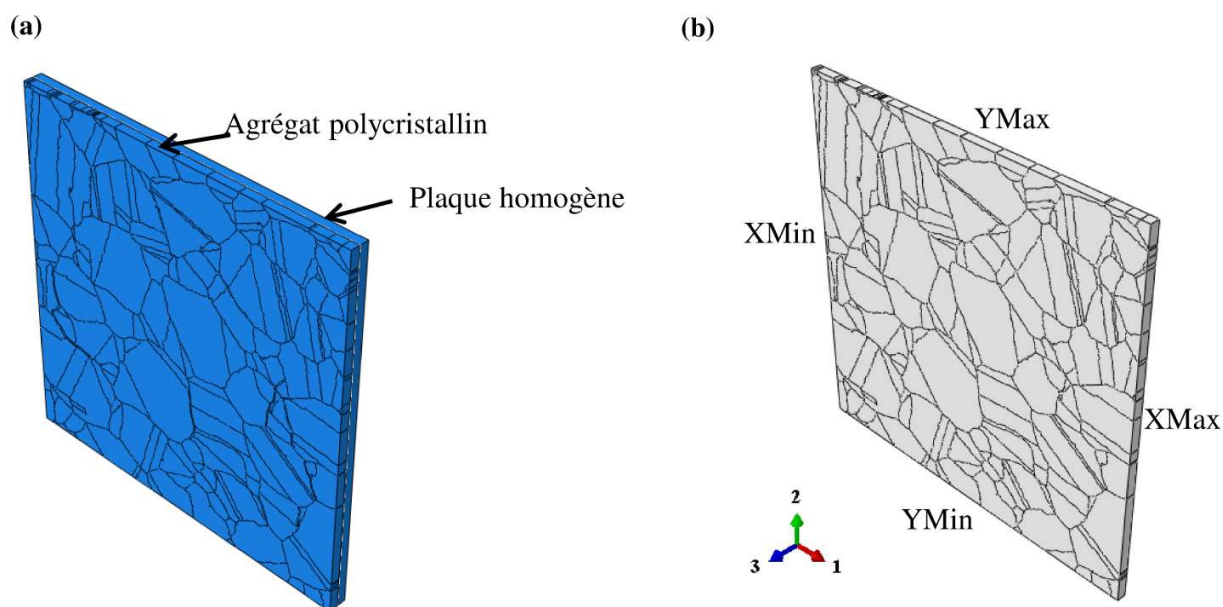 (a)
Agrégat polycristallin
Plaque homogène
(b)
YMax
XMin
XMax
YMin
2
3
1